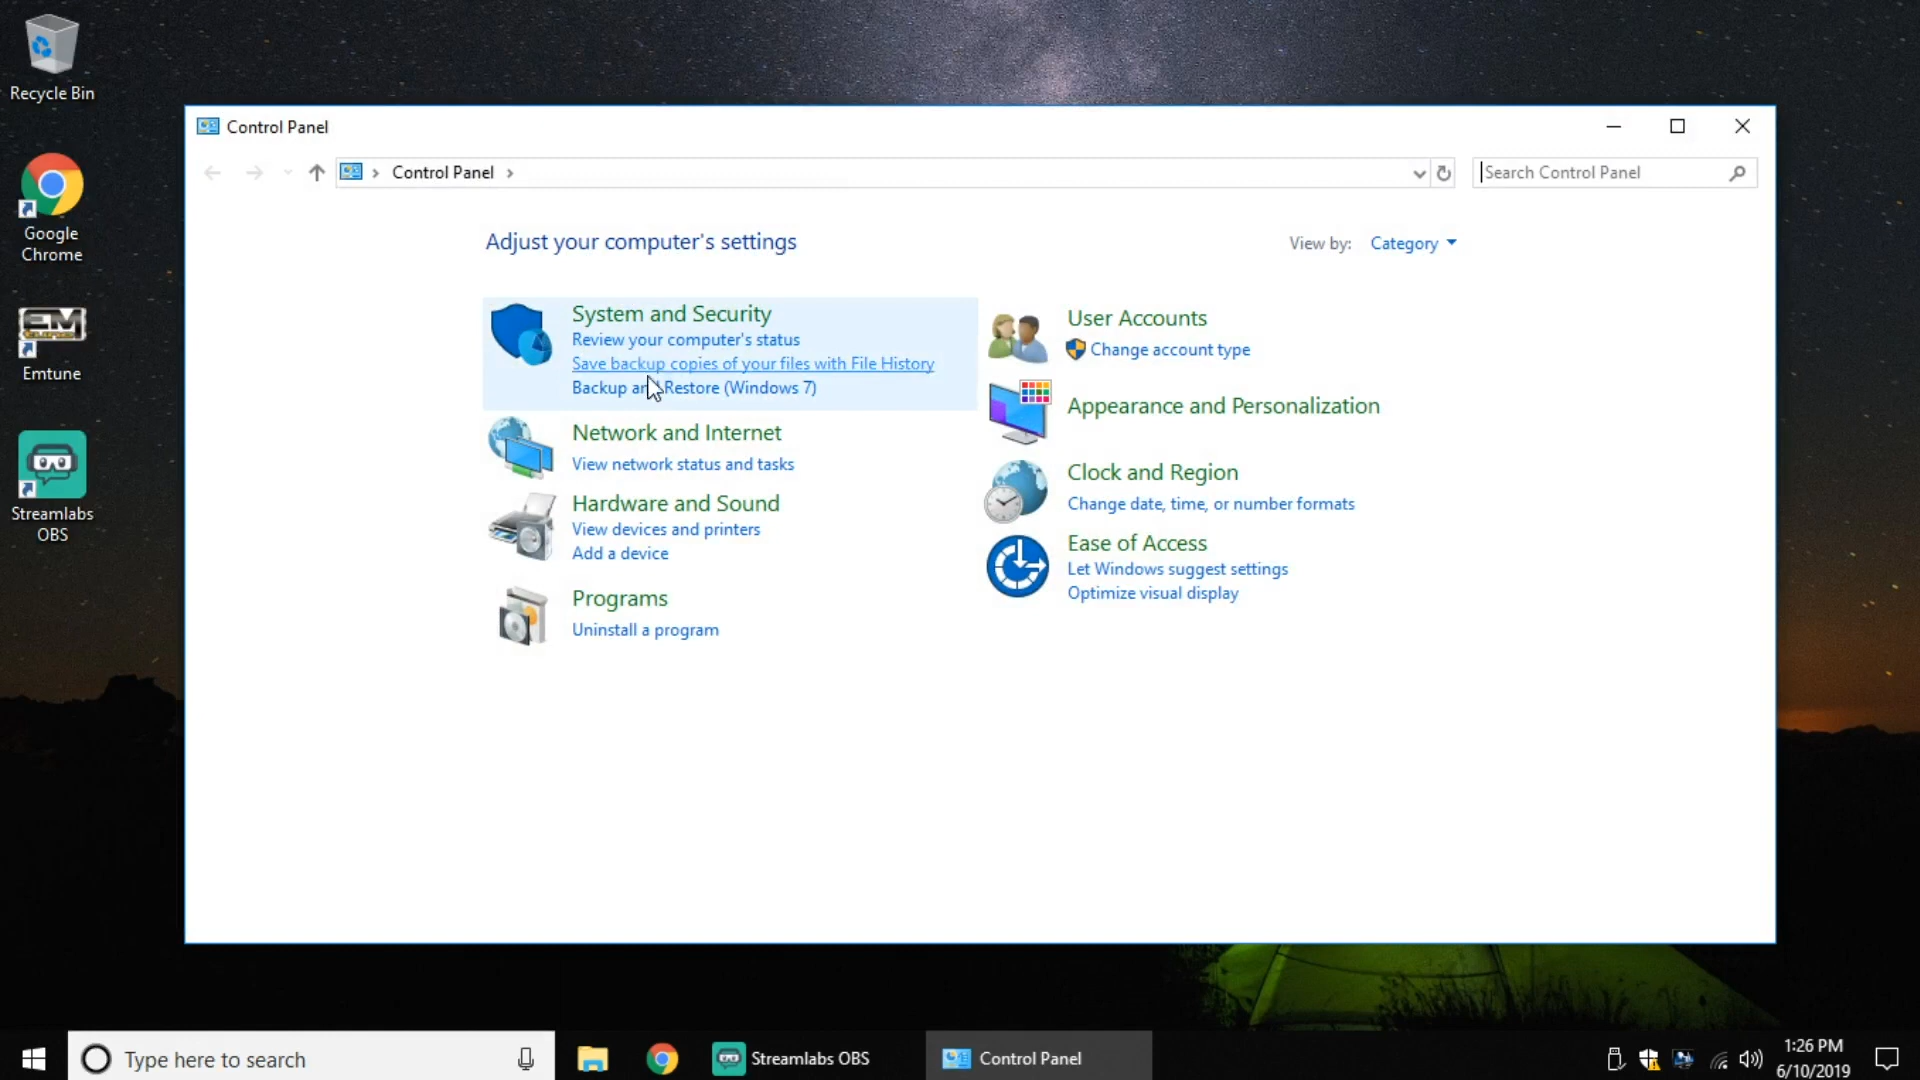 Recycle Bin
Google
Chrome
EM
Emtune
Streamlabs
OBS
Control Panel
Control Panel
Search Control Panel
Adjust your computer's settings
View by: Category
System and Security
Review your computer's status
Save backup copies of your files with File History
Backup and Restore (Windows 7)
Network and Internet
View network status and tasks
Hardware and Sound
View devices and printers
Add a device
Programs
Uninstall a program
User Accounts
Change account type
Appearance and Personalization
Clock and Region
Change date, time, or number formats
Ease of Access
Let Windows suggest settings
Optimize visual display
Type here to search
Streamlabs OBS
Control Panel
1:26 PM
6/10/2019